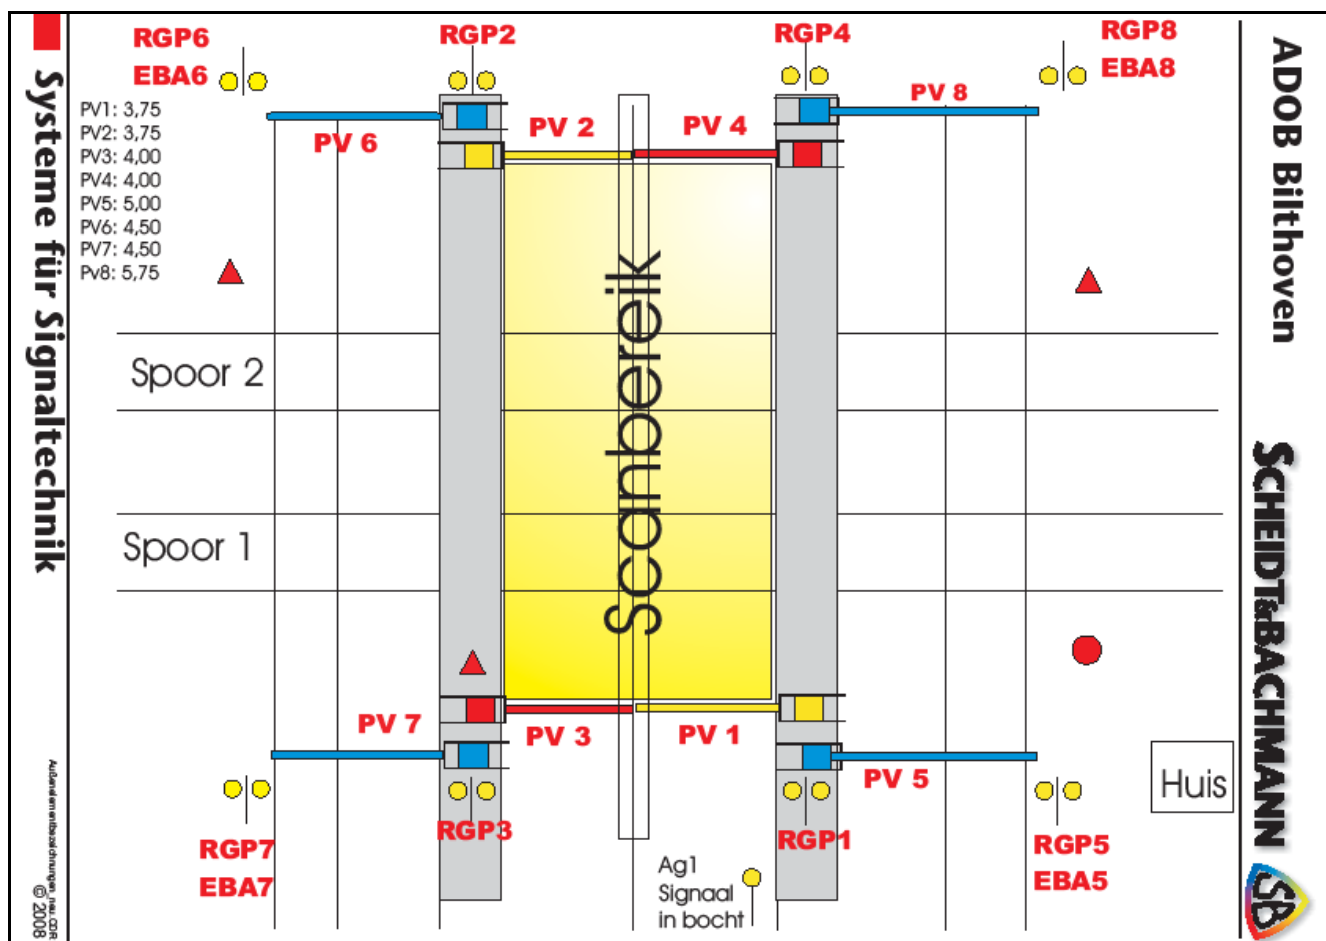 RGP6
EBA6
RGP2
RGP4
RGP8
EBA8
PV1: 3,75
PV2: 3,75
PV3: 4,00
PV4: 4,00
PV5: 5,00
PV6: 4,50
PV7: 4,50
Pv8: 5,75
PV 6
PV 2
PV 4
PV 8
Spoor 2
Scanbereik
Spoor 1
PV 7
PV 3
PV 1
PV 5
Huis
RGP7
EBA7
RGP3
RGP1
RGP5
EBA5
Ag1
Signaal
in bocht
Systeme für Signaltechnik
Außenelementbezeichnungen_neu.CDR
© 2008
ADOB Bilthoven
SCHEIDT&BACHMANN
SB